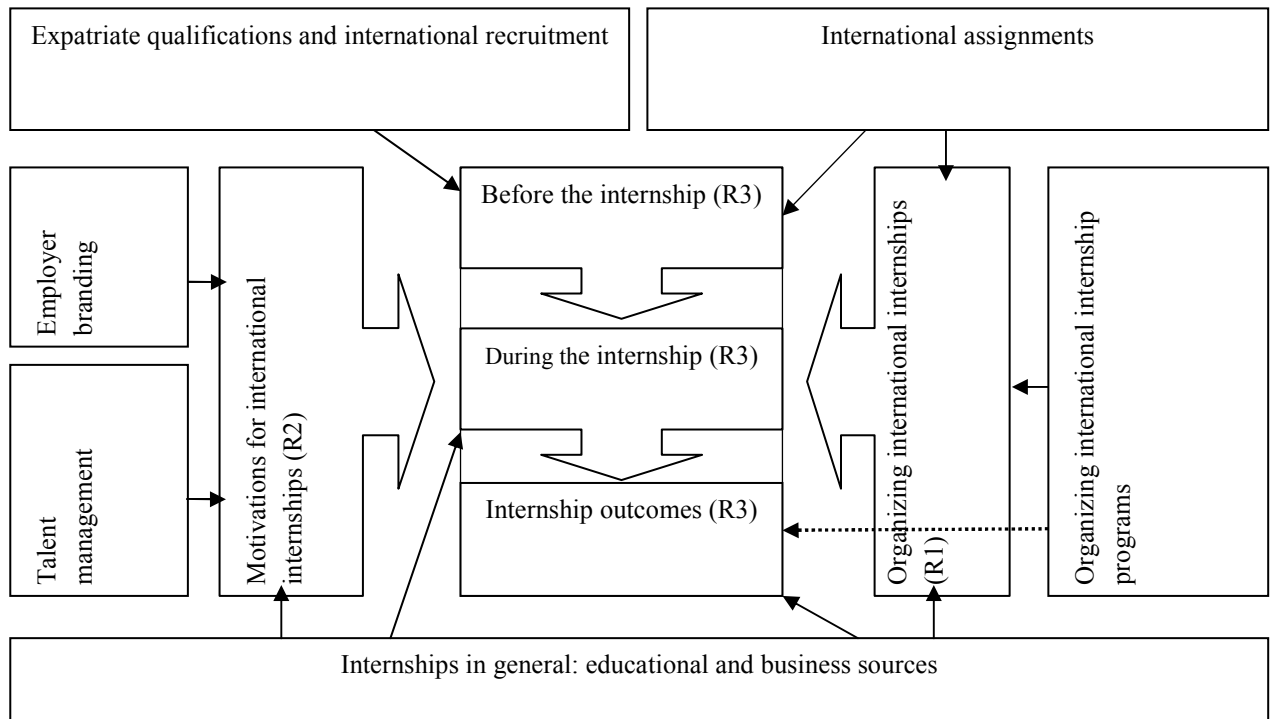 Expatriate qualifications and international recruitment
International assignments
Employer
branding
Talent
management
Motivations for international
internships (R2)
Before the internship (R3)
During the internship (R3)
Internship outcomes (R3)
Organizing international internships
(R1)
Organizing international internship
programs
Internships in general: educational and business sources